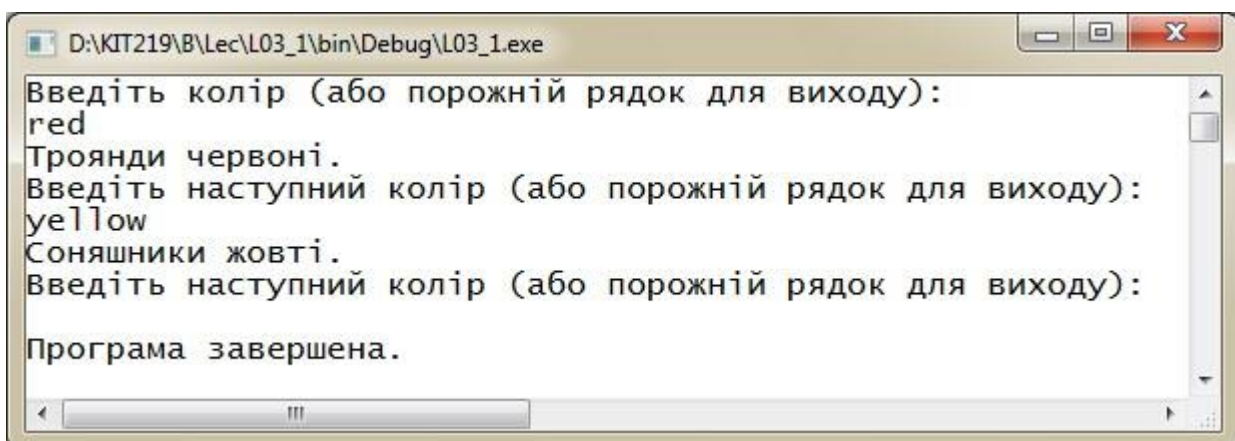 D:\KIT219\B\Lec\L03_1\bin\Debug\L03_1.exe
Введіть колір (або порожній рядок для виходу):
red
Троянди червоні.
Введіть наступний колір (або порожній рядок для виходу):
yellow
Соняшники жовті.
Введіть наступний колір (або порожній рядок для виходу):
Програма завершена.